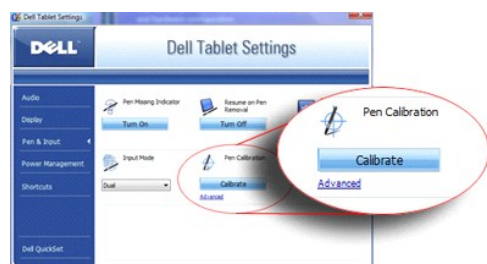 Dell Tablet Settings
DELL
Dell Tablet Settings
Audio
Display
Pen & Input
Power Management
Shortcuts
Dell QuickSet
Pen Missing Indicator
Turn On
Resume on Pen
Removal
Turn Off
Input Mode
Dual
Pen Calibration
Calibrate
Advanced
Pen Calibration
Calibrate
Advanced